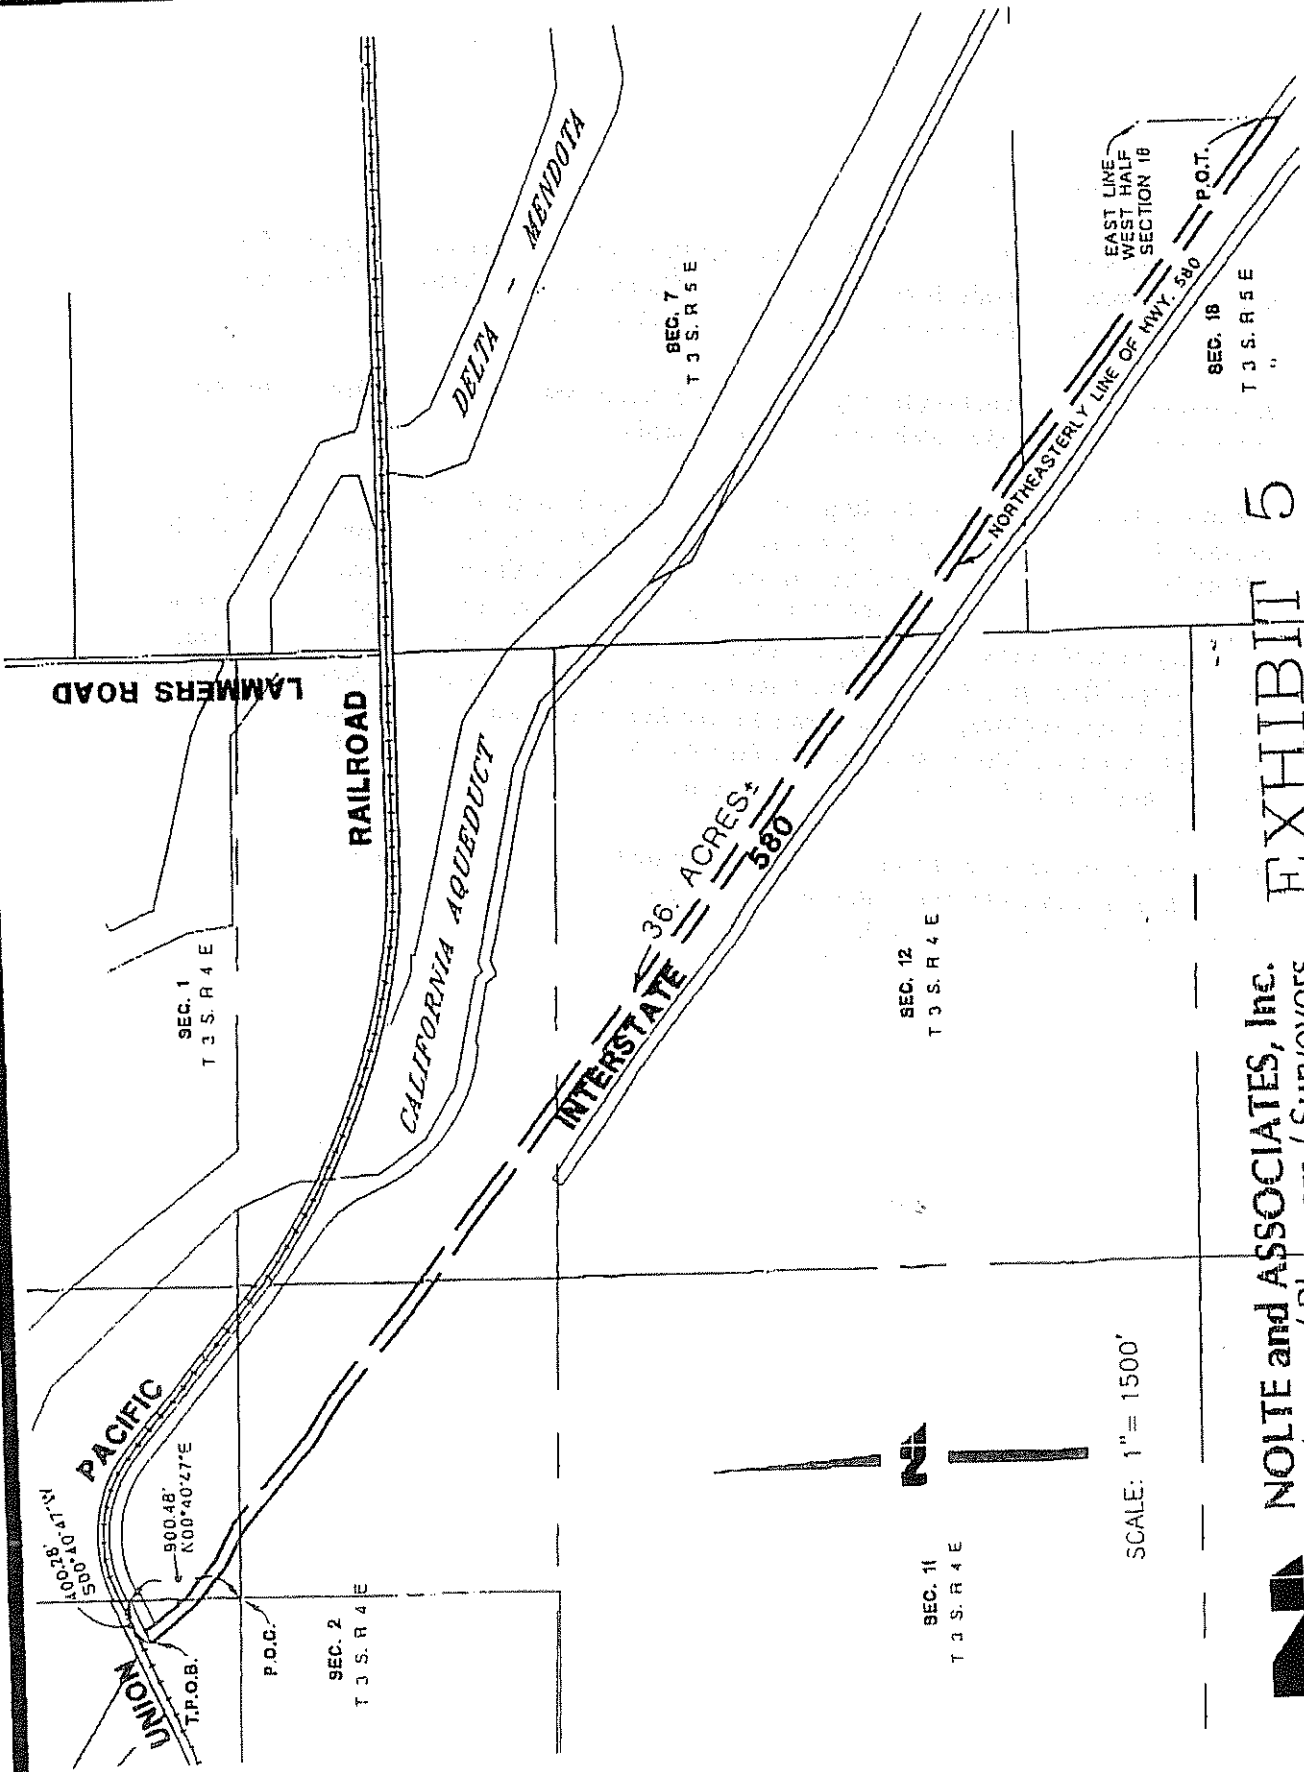 400.28'
S00°40'47"W
PACIFIC
UNION
T.P.O.B.
900.48'
N00°40'47"E
P.O.C.
SEC. 2
T 3 S. R 4 E
SEC. 1
T 3 S. R 4 E
LAMMERS ROAD
RAILROAD
CALIFORNIA AQUEDUCT
DELTA - MENDOTA
SEC. 7
T 3 S. R 5 E
36. ACRES±
INTERSTATE
580
NORTHEASTERLY LINE OF HWY. 580
EAST LINE
WEST HALF
SECTION 18
P.O.T.
SEC. 18
T 3 S. R 5 E
SEC. 12
T 3 S. R 4 E
SEC. 11
T 3 S. R 4 E
N
SCALE: 1"= 1500'
NOLTE and ASSOCIATES, Inc.
Surveyors
EXHIBIT 5